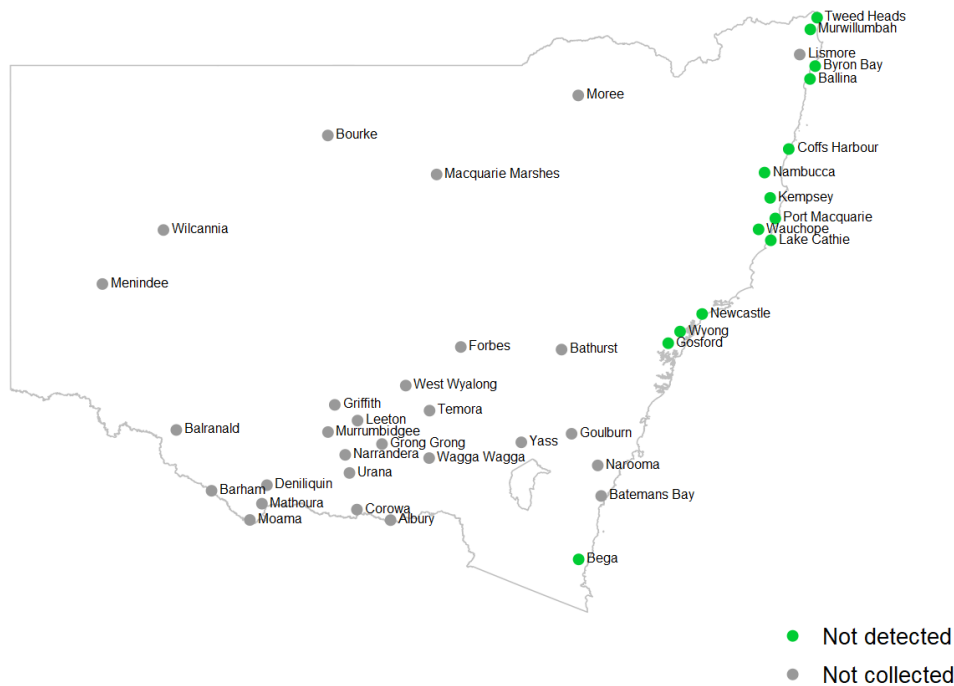 Tweed Heads
Murwillumbah
Lismore
Byron Bay
Ballina
Moree
Bourke
Coffs Harbour
Macquarie Marshes
Nambucca
Kempsey
Port Macquarie
Wilcannia
Wauchope
Lake Cathie
Menindee
Newcastle
Wyong
Gosford
Forbes
Bathurst
West Wyalong
Griffith
Temora
Leeton
Balranald
Murrumbidgee
Goulburn
Grong Grong
Yass
Narrandera
Wagga Wagga
Narooma
Urana
Deniliquin
Barham
Batemans Bay
Mathoura
Corowa
Moama
Albury
Bega
Not detected
Not collected